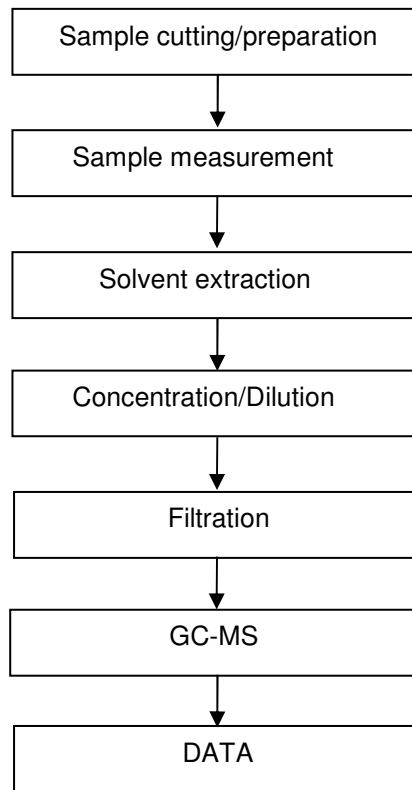 Sample cutting/preparation
Sample measurement
Solvent extraction
Concentration/Dilution
Filtration
GC-MS
DATA